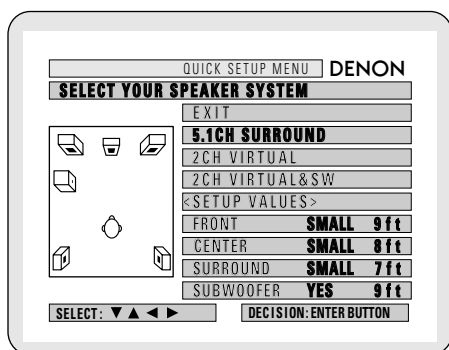 QUICK SETUP MENU DENON
SELECT YOUR SPEAKER SYSTEM
EXIT
5.1CH SURROUND
2CH VIRTUAL
2CH VIRTUAL&SW
<SETUP VALUES>
FRONT SMALL 9ft
CENTER SMALL 8ft
SURROUND SMALL 7ft
SUBWOOFER YES 9ft
SELECT: ▼ ▲ ◄ ► DECISION: ENTER BUTTON